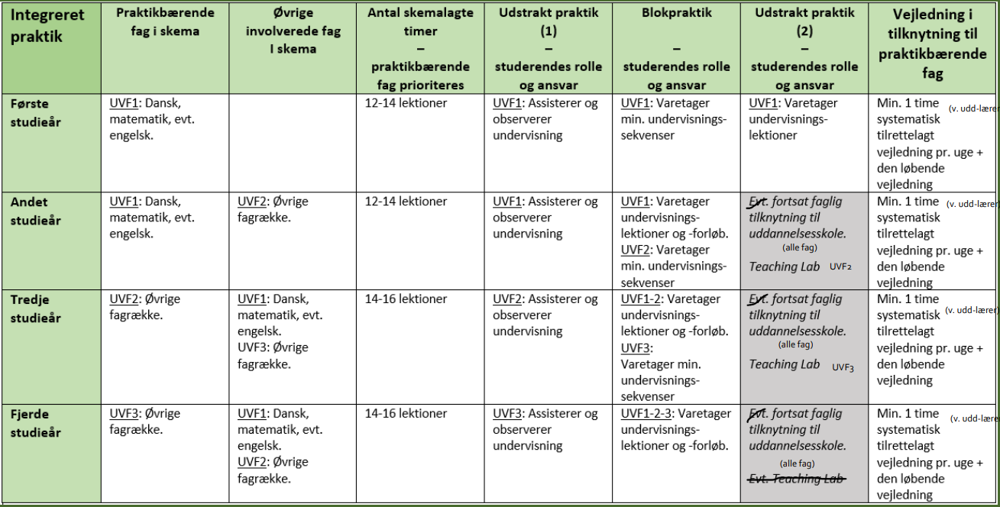 Integreret
praktik
Praktikbærende
fag i skema
Øvrige
involverede fag
I skema
Antal skemalagte
timer
–
praktikbærende
fag prioriteres
Udstrakt praktik
(1)
–
studerendes rolle
og ansvar
Blokpraktik
–
studerendes rolle
og ansvar
Udstrakt praktik
(2)
–
studerendes rolle
og ansvar
Vejledning i
tilknytning til
praktikbærende
fag
Første
studieår
UVF1: Dansk,
matematik, evt.
engelsk.
12-14 lektioner
UVF1: Assisterer og
observerer
undervisning
UVF1: Varetager
min. undervisnings-
sekvenser
UVF1: Varetager
undervisnings-
lektioner
Min. 1 time (v. udd-lærer
systematisk
tilrettelagt
vejledning pr. uge +
den løbende
vejledning
Andet
studieår
UVF1: Dansk,
matematik, evt.
engelsk.
UVF2: Øvrige
fagrække.
12-14 lektioner
UVF1: Assisterer og
observerer
undervisning
UVF1: Varetager
undervisnings-
lektioner og -forløb.
UVF2: Varetager
min. undervisnings-
sekvenser
Evt. fortsat faglig
tilknytning til
uddannelsesskole.
(alle fag)
Teaching Lab UVF2
Min. 1 time (v. udd-lærer
systematisk
tilrettelagt
vejledning pr. uge +
den løbende
vejledning
Tredje
studieår
UVF2: Øvrige
fagrække.
UVF1: Dansk,
matematik, evt.
engelsk.
UVF3: Øvrige
fagrække.
14-16 lektioner
UVF2: Assisterer og
observerer
undervisning
UVF1-2: Varetager
undervisnings-
lektioner og -forløb.
UVF3:
Varetager min.
undervisnings-
sekvenser
Evt. fortsat faglig
tilknytning til
uddannelsesskole.
(alle fag)
Teaching Lab UVF3
Min. 1 time
systematisk (v. udd-lærer)
tilrettelagt
vejledning pr. uge +
den løbende
vejledning
Fjerde
studieår
UVF3: Øvrige
fagrække.
UVF1: Dansk,
matematik, evt.
engelsk.
UVF2: Øvrige
fagrække.
14-16 lektioner
UVF3: Assisterer og
observerer
undervisning
UVF1-2-3: Varetager
undervisnings-
lektioner og -forløb.
Evt. fortsat faglig
tilknytning til
uddannelsesskole.
(alle fag)
Evt. Teaching Lab
Min. 1 time (v. udd-lærer
systematisk
tilrettelagt
vejledning pr. uge +
den løbende
vejledning